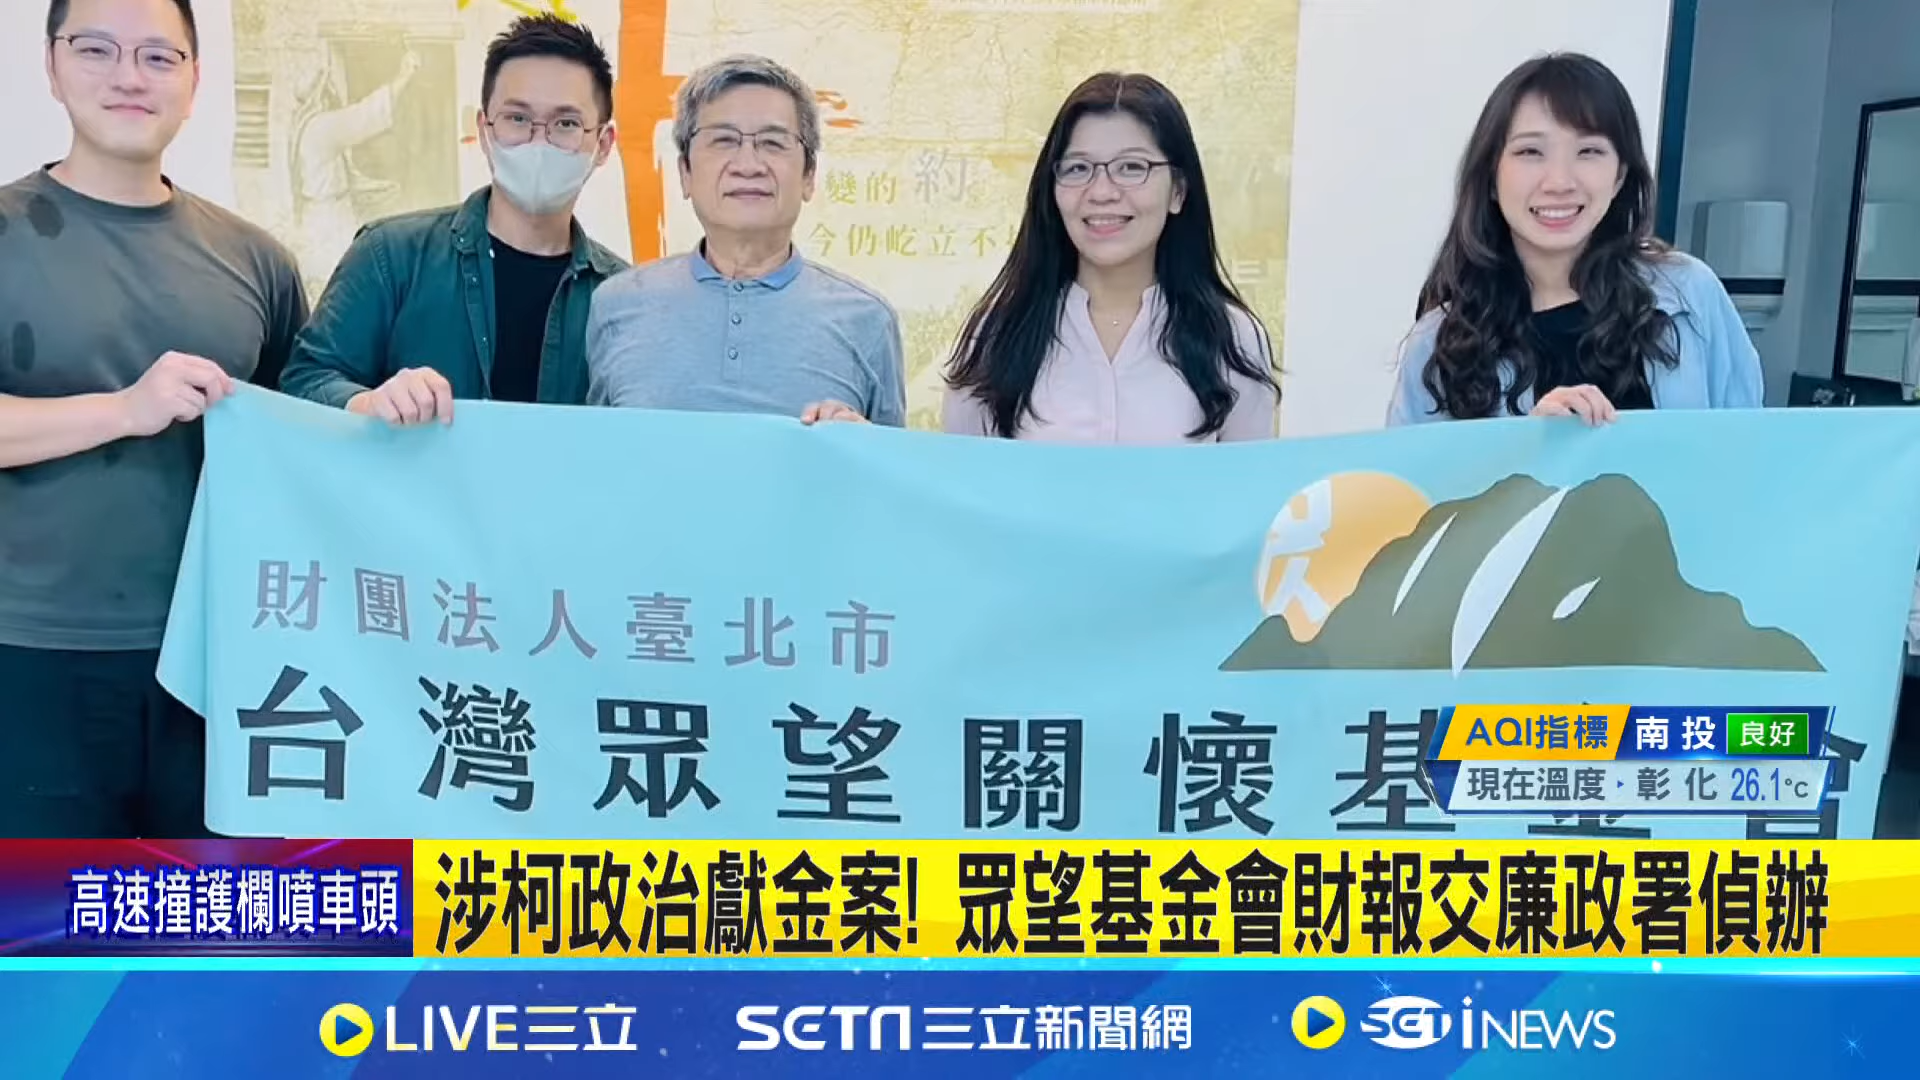 變的 約
今仍屹立不
財團法人臺北市
台灣眾望關懷基金會
AQI指標 南投 良好
現在溫度 彰化 26.1°C
高速撞護欄噴車頭
涉柯政治獻金案! 眾望基金會財報交廉政署偵辦
LIVE三立
SETN三立新聞網
SET iNEWS